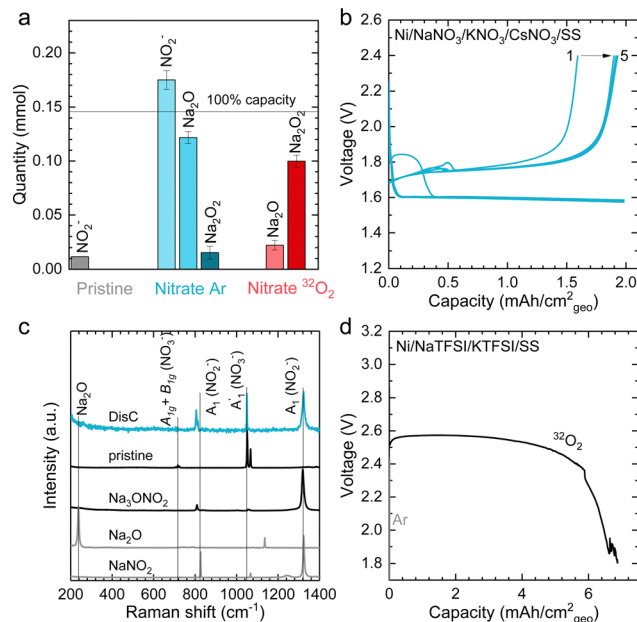 a
Quantity (mmol)
0.20
0.15
0.10
0.05
0.00
NO₂⁻
NO₂⁻
Na₂O
Na₂O₂
100% capacity
Na₂O
Na₂O₂
Pristine
Nitrate Ar
Nitrate ³²O₂
b
Ni/NaNO₃/KNO₃/CsNO₃/SS
1
5
Voltage (V)
2.6
2.4
2.2
2.0
1.8
1.6
1.4
1.2
0.0 0.5 1.0 1.5 2.0
Capacity (mAh/cm²geo)
c
Intensity (a.u.)
Na₂O
A₁g + B₁g (NO₃⁻)
A₁ (NO₂⁻)
A'₁ (NO₃⁻)
A₁ (NO₂⁻)
DisC
pristine
Na₃ONO₂
Na₂O
NaNO₂
200 400 600 800 1000 1200 1400
Raman shift (cm⁻¹)
d
Ni/NaTFSI/KTFSI/SS
³²O₂
Ar
Voltage (V)
3.2
3.0
2.8
2.6
2.4
2.2
2.0
1.8
0 2 4 6
Capacity (mAh/cm²geo)